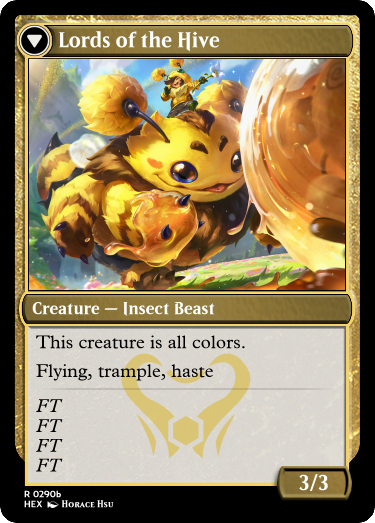 Lords of the Hive
Creature — Insect Beast
This creature is all colors.
Flying, trample, haste
FT
FT
FT
FT
3/3
R 0290b
HEX Horace Hsu